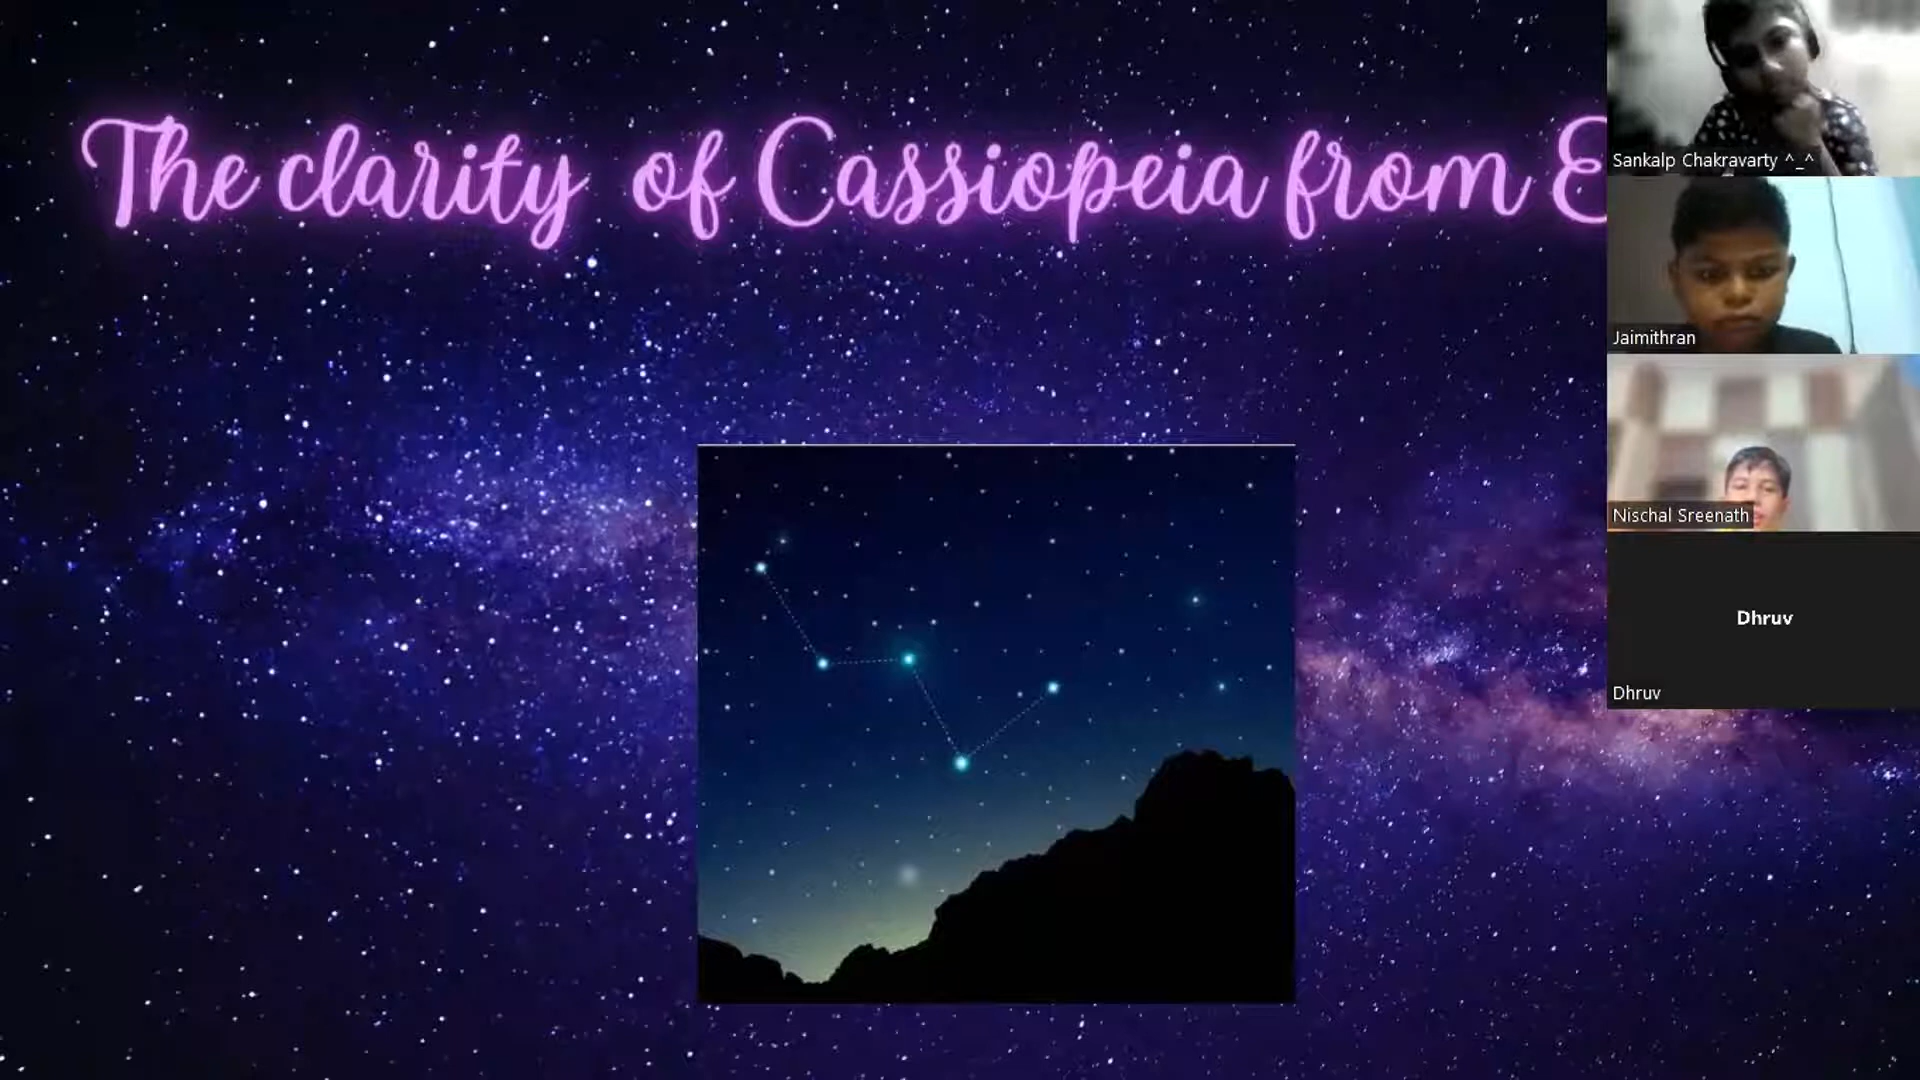 The clarity of Cassiopeia from E
Sankalp Chakravarty ^_^
Jaimithran
Nischal Sreenath
Dhruv
Dhruv